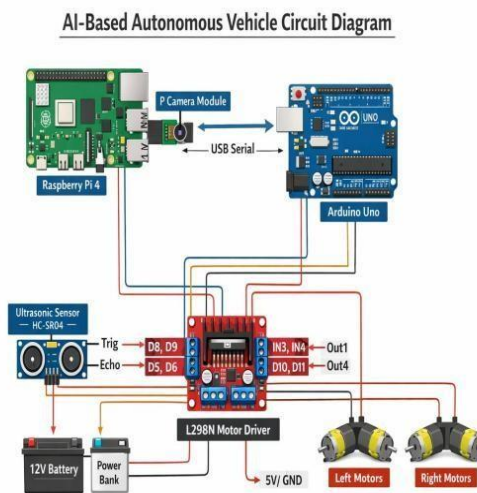 AI-Based Autonomous Vehicle Circuit Diagram
P Camera Module
USB Serial
UNO
Raspberry Pi 4
Arduino Uno
Ultrasonic Sensor
HC-SR04
Trig
D8, D9
IN3, IN4
Out1
Echo
D5, D6
D10, D11
Out4
L298N Motor Driver
12V Battery
Power
Bank
5V/ GND
Left Motors
Right Motors